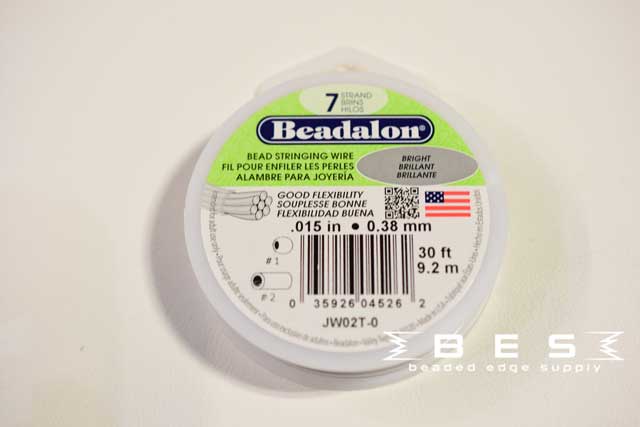 7 STRAND
BRINS
HILOS
Beadalon®
BEAD STRINGING WIRE
FIL POUR ENFILER LES PERLES
ALAMBRE PARA JOYERÍA
BRIGHT
BRILLANT
BRILLANTE
GOOD FLEXIBILITY
SOUPLESSE BONNE
FLEXIBILIDAD BUENA
.015 in • 0.38 mm
# 1
# 2
30 ft
9.2 m
0 35926 04526 2
JW02T-0
BES
beaded edge supply